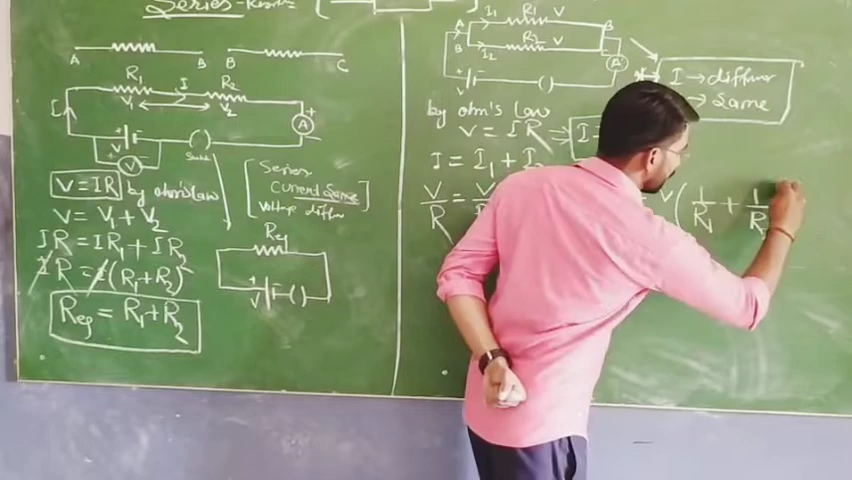 Series
A B B C
R1 I R2
V1 V2
I
+ A
+ -
V
V = IR by ohm's law
V = V1 + V2
IR = IR1 + IR2
IR = I(R1+R2)
Req = R1+R2
Series
Current Same
Voltage
Req
+ -
V
I1 R1 V
A B
R2 V
B C
I2
A
+ -
V
I →
→ Same
by ohm's law
V = IR ⇒ I =
I = I1 + I2
V/R = V
V(1/R1 + 1/R